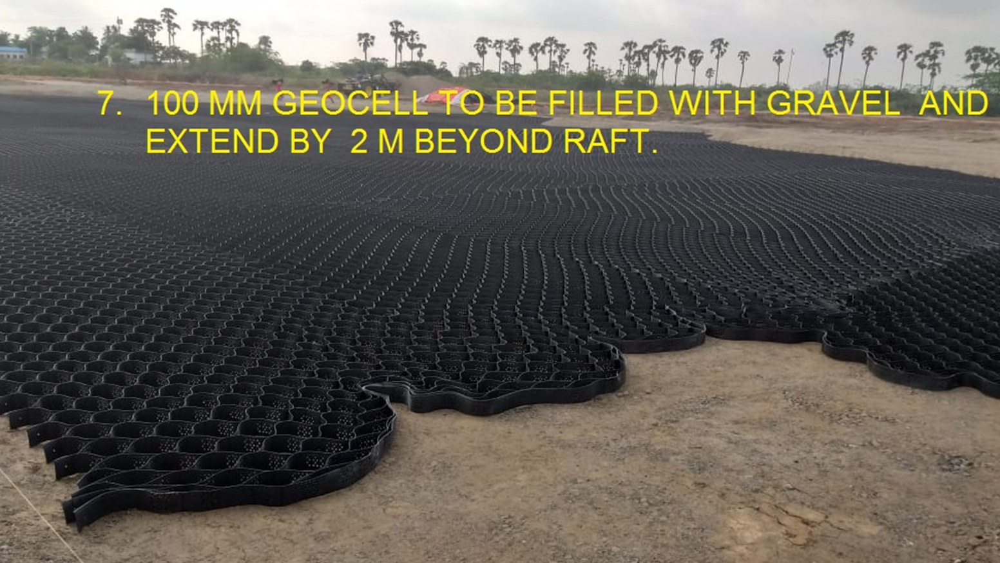 7. 100 MM GEOCELL TO BE FILLED WITH GRAVEL AND
EXTEND BY 2 M BEYOND RAFT.